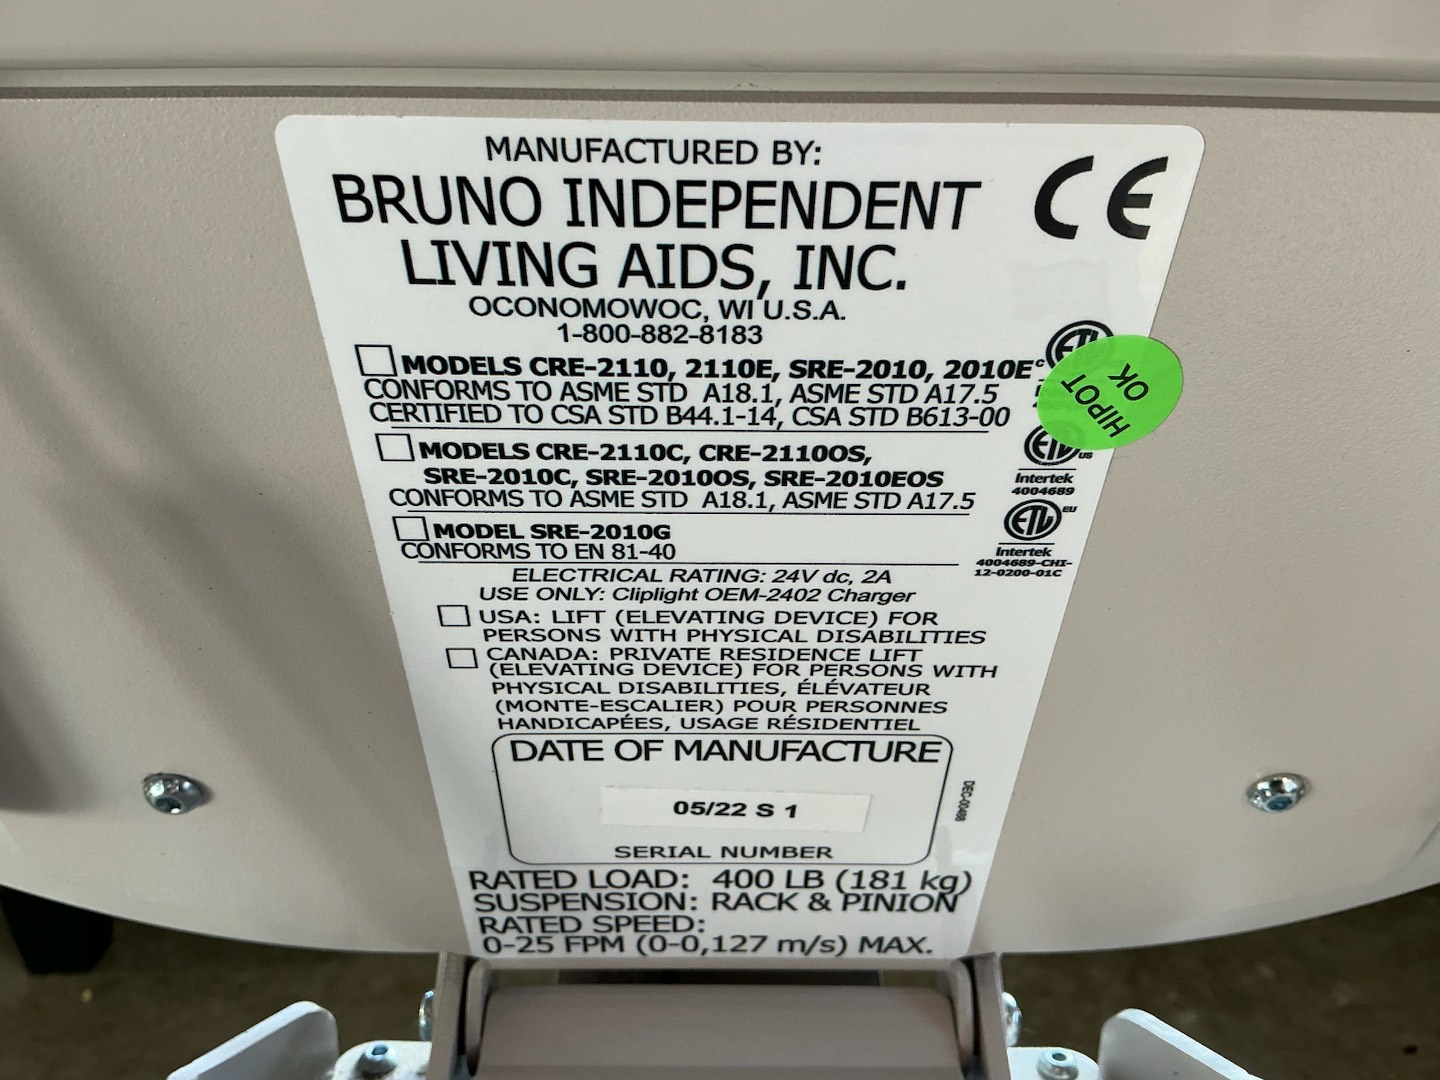 MANUFACTURED BY:
BRUNO INDEPENDENT
LIVING AIDS, INC.
OCONOMOWOC, WI U.S.A.
1-800-882-8183
CE
MODELS CRE-2110, 2110E, SRE-2010, 2010E
CONFORMS TO ASME STD A18.1, ASME STD A17.5
CERTIFIED TO CSA STD B44.1-14, CSA STD B613-00
c ETL
HIPOT
OK
MODELS CRE-2110C, CRE-2110OS,
SRE-2010C, SRE-2010OS, SRE-2010EOS
CONFORMS TO ASME STD A18.1, ASME STD A17.5
ETL US
Intertek
4004689
MODEL SRE-2010G
CONFORMS TO EN 81-40
ETL EU
Intertek
4004689-CHI-
12-0200-01C
ELECTRICAL RATING: 24V dc, 2A
USE ONLY: Cliplight OEM-2402 Charger
USA: LIFT (ELEVATING DEVICE) FOR
PERSONS WITH PHYSICAL DISABILITIES
CANADA: PRIVATE RESIDENCE LIFT
(ELEVATING DEVICE) FOR PERSONS WITH
PHYSICAL DISABILITIES, ÉLÉVATEUR
(MONTE-ESCALIER) POUR PERSONNES
HANDICAPÉES, USAGE RÉSIDENTIEL
DATE OF MANUFACTURE
05/22 S 1
SERIAL NUMBER
DEC-00488
RATED LOAD: 400 LB (181 kg)
SUSPENSION: RACK & PINION
RATED SPEED:
0-25 FPM (0-0,127 m/s) MAX.